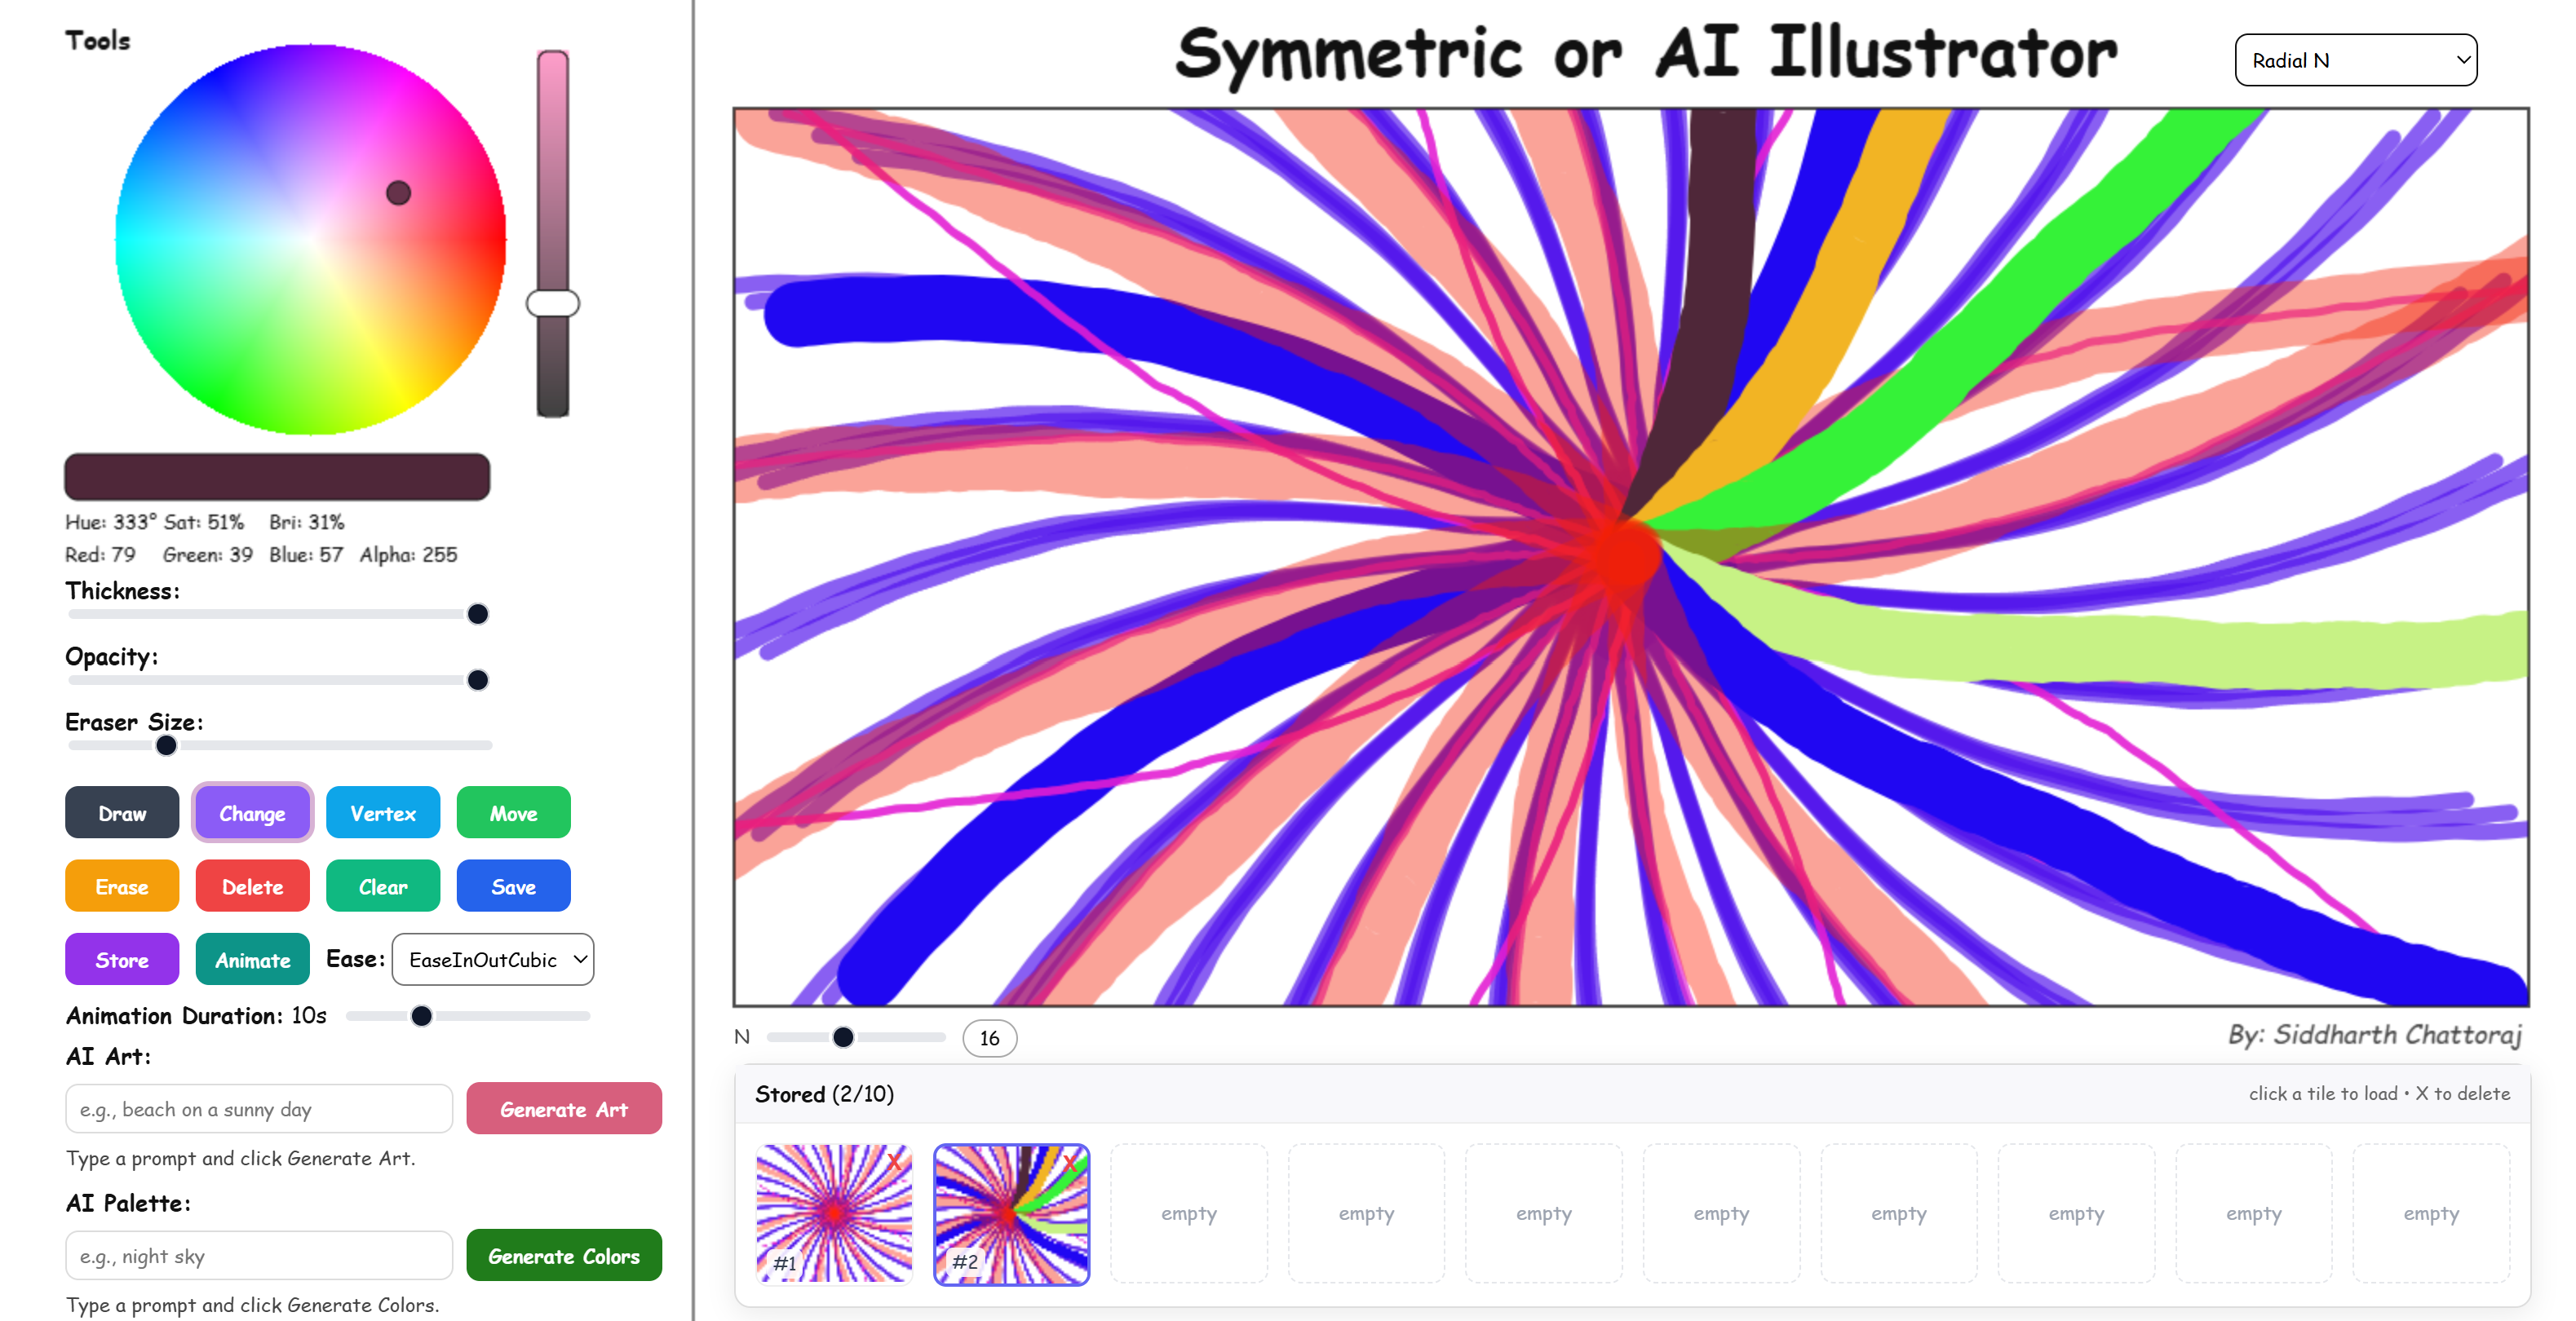 Tools
Symmetric or AI Illustrator
Radial N
Hue: 333° Sat: 51% Bri: 31%
Red: 79 Green: 39 Blue: 57 Alpha: 255
Thickness:
Opacity:
Eraser Size:
Draw Change Vertex Move
Erase Delete Clear Save
Store Animate Ease: EaseInOutCubic
Animation Duration: 10s
AI Art:
e.g., beach on a sunny day Generate Art
Type a prompt and click Generate Art.
AI Palette:
e.g., night sky Generate Colors
Type a prompt and click Generate Colors.
N 16
By: Siddharth Chattoraj
Stored (2/10) click a tile to load • X to delete
X X
#1 #2 empty empty empty empty empty empty empty empty